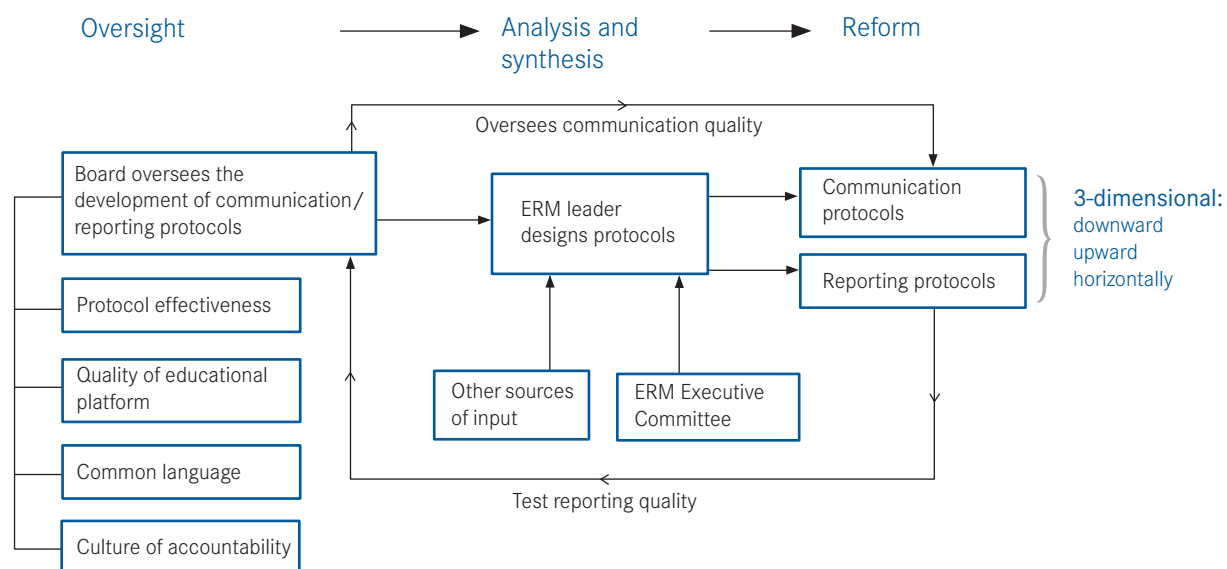 Oversight
Analysis and
synthesis
Reform
Oversees communication quality
Board oversees the
development of communication/
reporting protocols
ERM leader
designs protocols
Communication
protocols
Reporting protocols
3-dimensional:
downward
upward
horizontally
Protocol effectiveness
Quality of educational
platform
Common language
Culture of accountability
Other sources
of input
ERM Executive
Committee
Test reporting quality